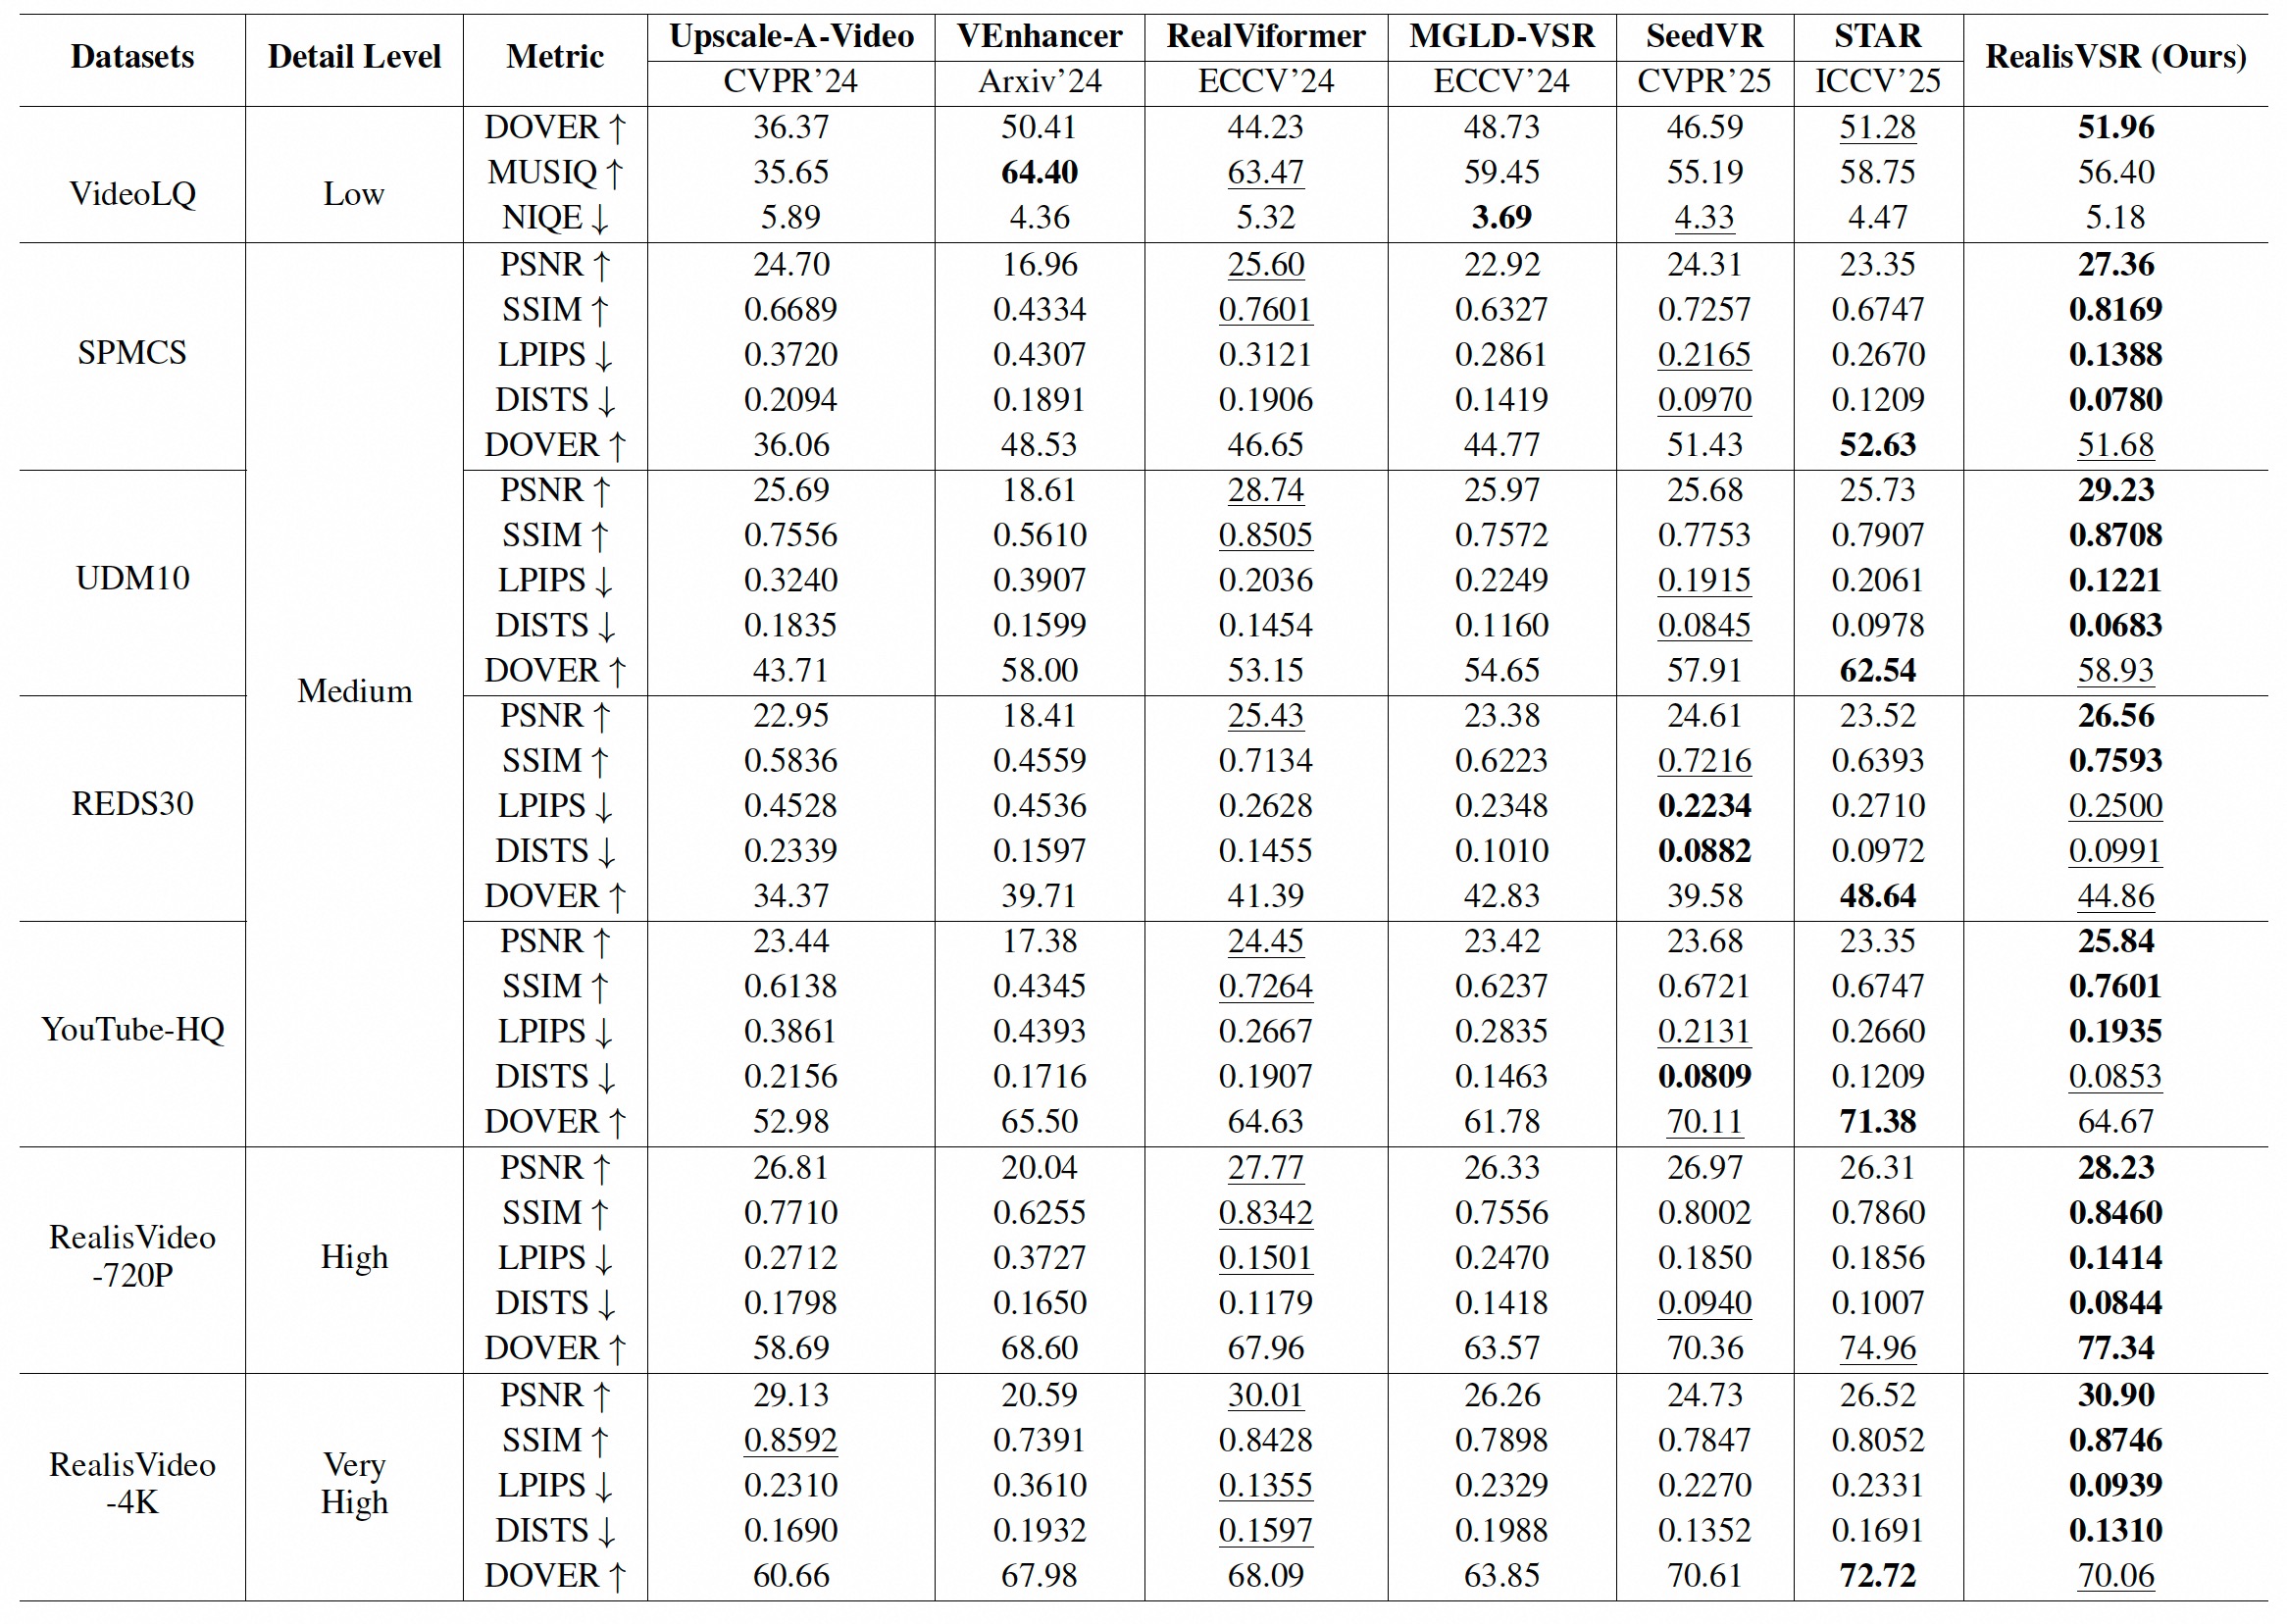 Datasets Detail Level Metric Upscale-A-Video VEnhancer RealViformer MGLD-VSR SeedVR STAR RealisVSR (Ours)
CVPR’24 Arxiv’24 ECCV’24 ECCV’24 CVPR’25 ICCV’25
VideoLQ Low DOVER ↑ 36.37 50.41 44.23 48.73 46.59 51.28 51.96
MUSIQ ↑ 35.65 64.40 63.47 59.45 55.19 58.75 56.40
NIQE ↓ 5.89 4.36 5.32 3.69 4.33 4.47 5.18
SPMCS Medium PSNR ↑ 24.70 16.96 25.60 22.92 24.31 23.35 27.36
SSIM ↑ 0.6689 0.4334 0.7601 0.6327 0.7257 0.6747 0.8169
LPIPS ↓ 0.3720 0.4307 0.3121 0.2861 0.2165 0.2670 0.1388
DISTS ↓ 0.2094 0.1891 0.1906 0.1419 0.0970 0.1209 0.0780
DOVER ↑ 36.06 48.53 46.65 44.77 51.43 52.63 51.68
UDM10 PSNR ↑ 25.69 18.61 28.74 25.97 25.68 25.73 29.23
SSIM ↑ 0.7556 0.5610 0.8505 0.7572 0.7753 0.7907 0.8708
LPIPS ↓ 0.3240 0.3907 0.2036 0.2249 0.1915 0.2061 0.1221
DISTS ↓ 0.1835 0.1599 0.1454 0.1160 0.0845 0.0978 0.0683
DOVER ↑ 43.71 58.00 53.15 54.65 57.91 62.54 58.93
REDS30 PSNR ↑ 22.95 18.41 25.43 23.38 24.61 23.52 26.56
SSIM ↑ 0.5836 0.4559 0.7134 0.6223 0.7216 0.6393 0.7593
LPIPS ↓ 0.4528 0.4536 0.2628 0.2348 0.2234 0.2710 0.2500
DISTS ↓ 0.2339 0.1597 0.1455 0.1010 0.0882 0.0972 0.0991
DOVER ↑ 34.37 39.71 41.39 42.83 39.58 48.64 44.86
YouTube-HQ PSNR ↑ 23.44 17.38 24.45 23.42 23.68 23.35 25.84
SSIM ↑ 0.6138 0.4345 0.7264 0.6237 0.6721 0.6747 0.7601
LPIPS ↓ 0.3861 0.4393 0.2667 0.2835 0.2131 0.2660 0.1935
DISTS ↓ 0.2156 0.1716 0.1907 0.1463 0.0809 0.1209 0.0853
DOVER ↑ 52.98 65.50 64.63 61.78 70.11 71.38 64.67
RealisVideo
-720P High PSNR ↑ 26.81 20.04 27.77 26.33 26.97 26.31 28.23
SSIM ↑ 0.7710 0.6255 0.8342 0.7556 0.8002 0.7860 0.8460
LPIPS ↓ 0.2712 0.3727 0.1501 0.2470 0.1850 0.1856 0.1414
DISTS ↓ 0.1798 0.1650 0.1179 0.1418 0.0940 0.1007 0.0844
DOVER ↑ 58.69 68.60 67.96 63.57 70.36 74.96 77.34
RealisVideo
-4K Very
High PSNR ↑ 29.13 20.59 30.01 26.26 24.73 26.52 30.90
SSIM ↑ 0.8592 0.7391 0.8428 0.7898 0.7847 0.8052 0.8746
LPIPS ↓ 0.2310 0.3610 0.1355 0.2329 0.2270 0.2331 0.0939
DISTS ↓ 0.1690 0.1932 0.1597 0.1988 0.1352 0.1691 0.1310
DOVER ↑ 60.66 67.98 68.09 63.85 70.61 72.72 70.06